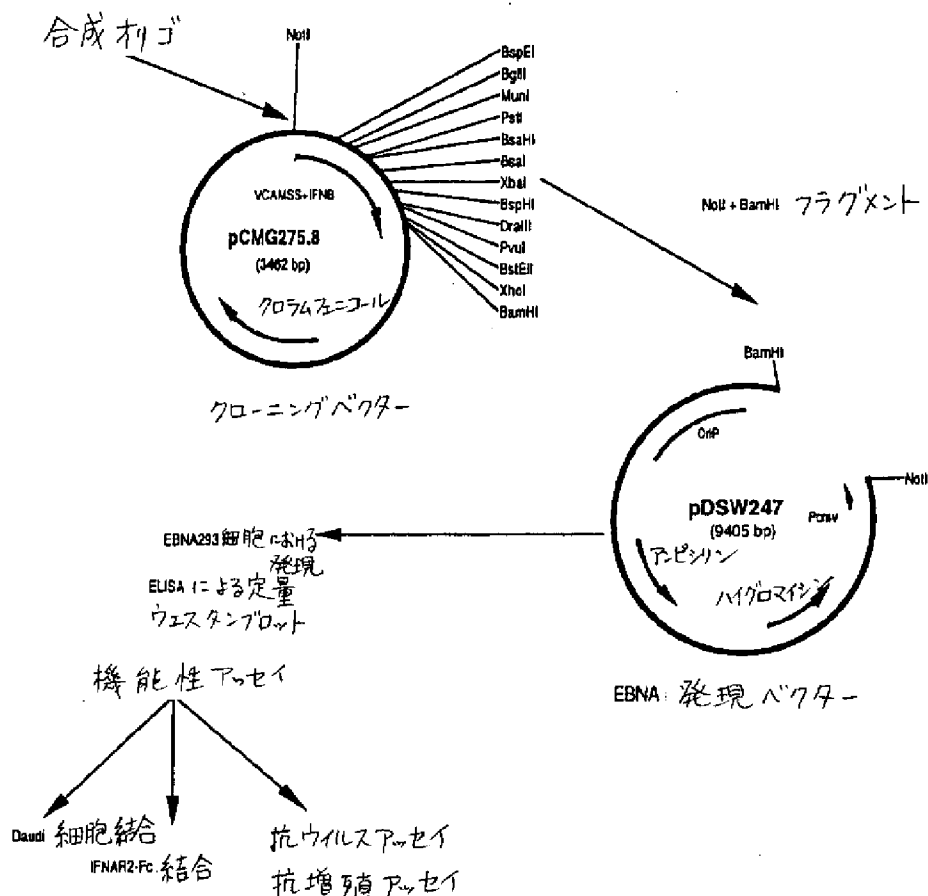 合成オリゴ
NotI
BspEI
BglII
MunI
PstI
BsaHI
BsaI
XbaI
BspHI
DraIII
PvuI
BstEII
XhoI
BamHI
VCAMSS+IFNB
pCMG275.8
(3462 bp)
クロラムフェニコール
クローニングベクター
NotI + BamHI フラグメント
BamHI
OriP
NotI
pDSW247
(9405 bp)
Pcmv
アンピシリン
ハイグロマイシン
EBNA 発現ベクター
EBNA293細胞における
発現
ELISAによる定量
ウエスタンブロット
機能性アッセイ
Daudi 細胞結合
IFNAR2-Fc 結合
抗ウイルスアッセイ
抗増殖アッセイ